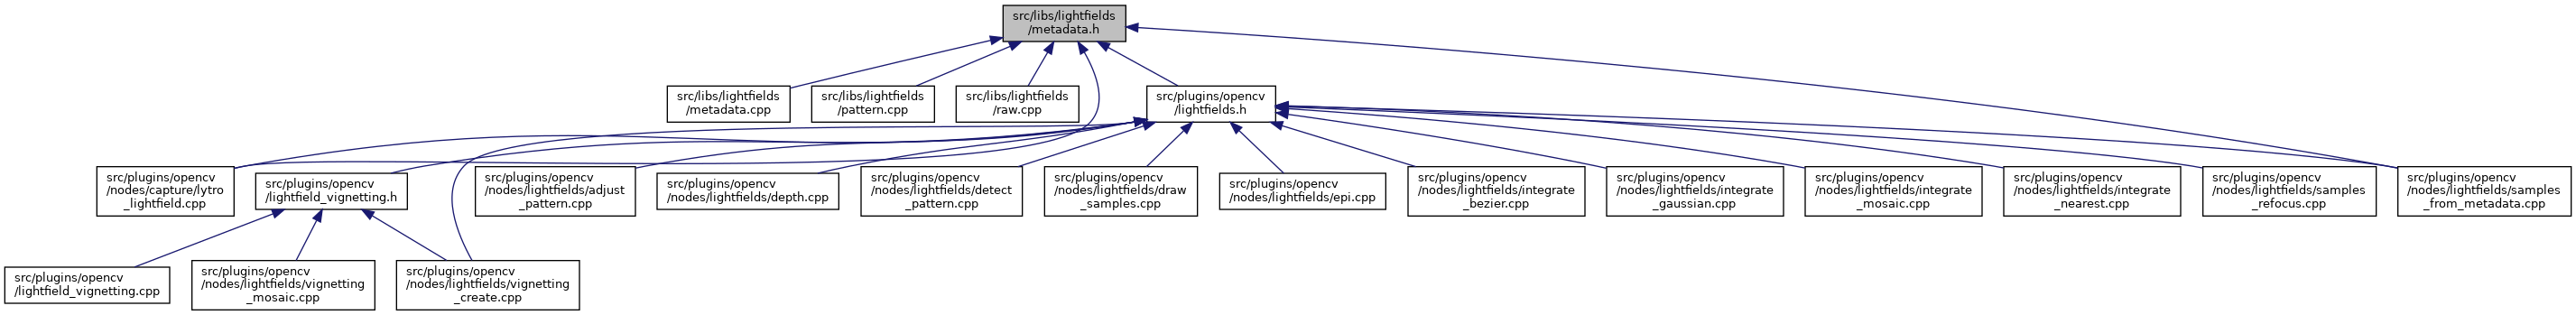 src/libs/lightfields
/metadata.h
src/libs/lightfields
/metadata.cpp
src/libs/lightfields
/pattern.cpp
src/libs/lightfields
/raw.cpp
src/plugins/opencv
/lightfields.h
src/plugins/opencv
/nodes/capture/lytro
_lightfield.cpp
src/plugins/opencv
/lightfield_vignetting.h
src/plugins/opencv
/nodes/lightfields/adjust
_pattern.cpp
src/plugins/opencv
/nodes/lightfields/depth.cpp
src/plugins/opencv
/nodes/lightfields/detect
_pattern.cpp
src/plugins/opencv
/nodes/lightfields/draw
_samples.cpp
src/plugins/opencv
/nodes/lightfields/epi.cpp
src/plugins/opencv
/nodes/lightfields/integrate
_bezier.cpp
src/plugins/opencv
/nodes/lightfields/integrate
_gaussian.cpp
src/plugins/opencv
/nodes/lightfields/integrate
_mosaic.cpp
src/plugins/opencv
/nodes/lightfields/integrate
_nearest.cpp
src/plugins/opencv
/nodes/lightfields/samples
_refocus.cpp
src/plugins/opencv
/nodes/lightfields/samples
_from_metadata.cpp
src/plugins/opencv
/lightfield_vignetting.cpp
src/plugins/opencv
/nodes/lightfields/vignetting
_mosaic.cpp
src/plugins/opencv
/nodes/lightfields/vignetting
_create.cpp